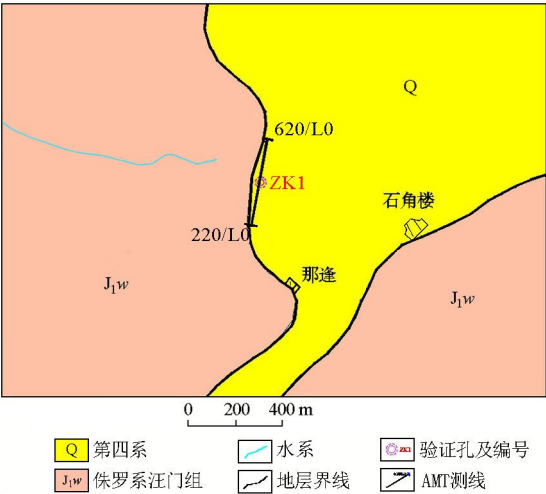 Q
620/L0
ZK1
石角楼
220/L0
那逢
J₁w
J₁w
0 200 400 m
Q 第四系
水系
ZK1 验证孔及编号
J₁w 侏罗系汪门组
地层界线
AMT测线